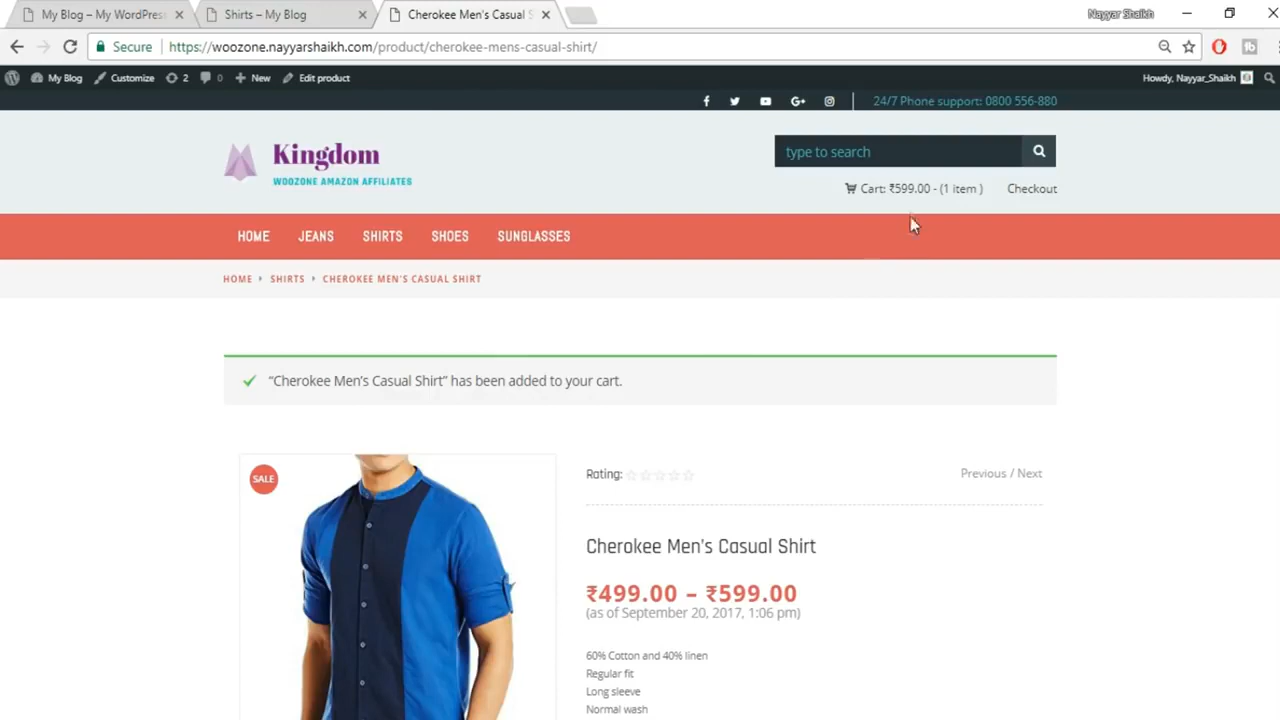 My Blog – My WordPress
Shirts – My Blog
Cherokee Men's Casual S
Nayyar Shaikh
Secure
https://woozone.nayyarshaikh.com/product/cherokee-mens-casual-shirt/
My Blog
Customize
2
0
New
Edit product
Howdy, Nayyar_Shaikh
24/7 Phone support: 0800 556-880
Kingdom
WOOZONE AMAZON AFFILIATES
type to search
Cart: ₹599.00 - (1 item )
Checkout
HOME
JEANS
SHIRTS
SHOES
SUNGLASSES
HOME
SHIRTS
CHEROKEE MEN'S CASUAL SHIRT
“Cherokee Men’s Casual Shirt” has been added to your cart.
SALE
Rating:
Previous / Next
Cherokee Men's Casual Shirt
₹499.00 – ₹599.00
(as of September 20, 2017, 1:06 pm)
60% Cotton and 40% linen
Regular fit
Long sleeve
Normal wash